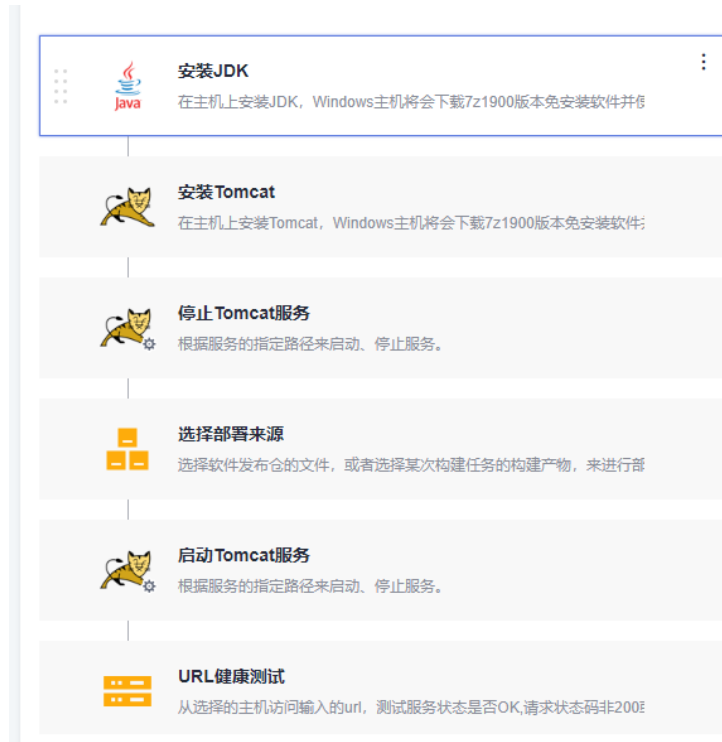 安装JDK
Java
在主机上安装JDK，Windows主机将会下载7z1900版本免安装软件并
安装Tomcat
在主机上安装Tomcat，Windows主机将会下载7z1900版本免安装软件
停止Tomcat服务
根据服务的指定路径来启动、停止服务。
选择部署来源
选择软件发布仓的文件，或者选择某次构建任务的构建产物，来进行部
启动Tomcat服务
根据服务的指定路径来启动、停止服务。
URL健康测试
从选择的主机访问输入的url，测试服务状态是否OK,请求状态码非200